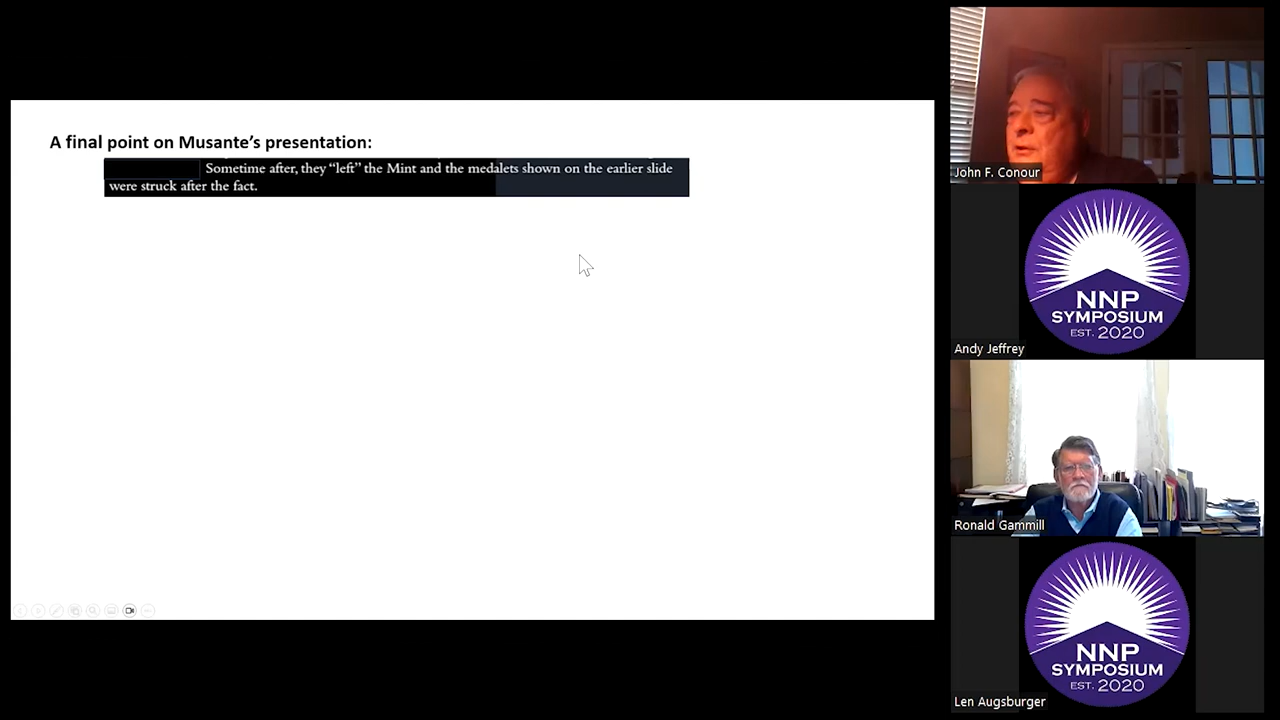 A final point on Musante's presentation:
Sometime after, they “left” the Mint and the medalets shown on the earlier slide
were struck after the fact.
John F. Conour
NNP
SYMPOSIUM
EST. 2020
Andy Jeffrey
Ronald Gammill
NNP
SYMPOSIUM
EST. 2020
Len Augsburger